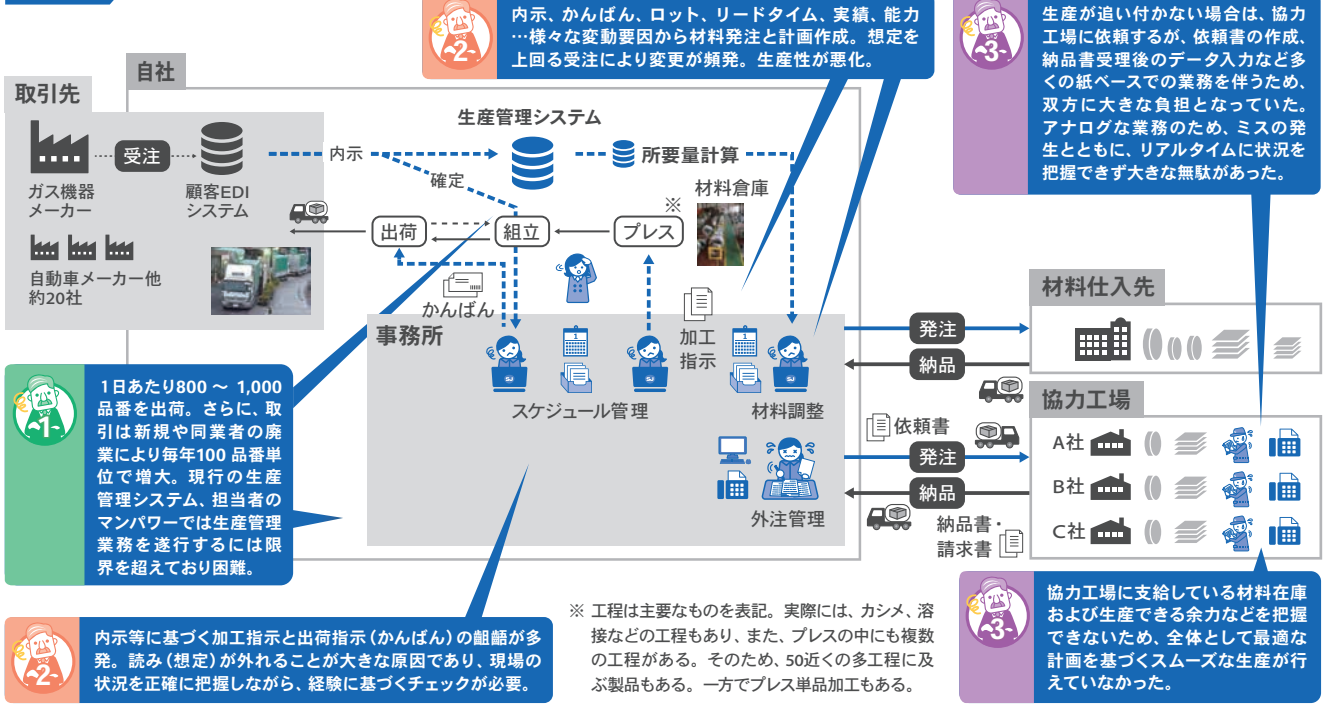 内示、かんばん、ロット、リードタイム、実績、能力
…様々な変動要因から材料発注と計画作成。想定を
上回る受注により変更が頻発。生産性が悪化。
-2-
生産が追い付かない場合は、協力
工場に依頼するが、依頼書の作成、
納品書受理後のデータ入力など多
くの紙ベースでの業務を伴うため、
双方に大きな負担となっていた。
アナログな業務のため、ミスの発
生とともに、リアルタイムに状況を
把握できず大きな無駄があった。
-3-
自社
取引先
受注
ガス機器
メーカー
顧客EDI
システム
自動車メーカー他
約20社
内示
確定
生産管理システム
所要量計算
材料倉庫
※
出荷
組立
プレス
かんばん
事務所
加工
指示
1
1
SJ
SJ
SJ
スケジュール管理
材料調整
外注管理
発注
納品
材料仕入先
依頼書
発注
納品
納品書・
請求書
協力工場
A社
B社
C社
-1-
1日あたり800 ～ 1,000
品番を出荷。さらに、取
引は新規や同業者の廃
業により毎年100 品番単
位で増大。現行の生産
管理システム、担当者の
マンパワーでは生産管理
業務を遂行するには限
界を超えており困難。
-2-
内示等に基づく加工指示と出荷指示（かんばん）の齟齬が多
発。読み（想定）が外れることが大きな原因であり、現場の
状況を正確に把握しながら、経験に基づくチェックが必要。
※ 工程は主要なものを表記。実際には、カシメ、溶
接などの工程もあり、また、プレスの中にも複数
の工程がある。そのため、50近くの多工程に及
ぶ製品もある。一方でプレス単品加工もある。
-3-
協力工場に支給している材料在庫
および生産できる余力などを把握
できないため、全体として最適な
計画を基づくスムーズな生産が行
えていなかった。